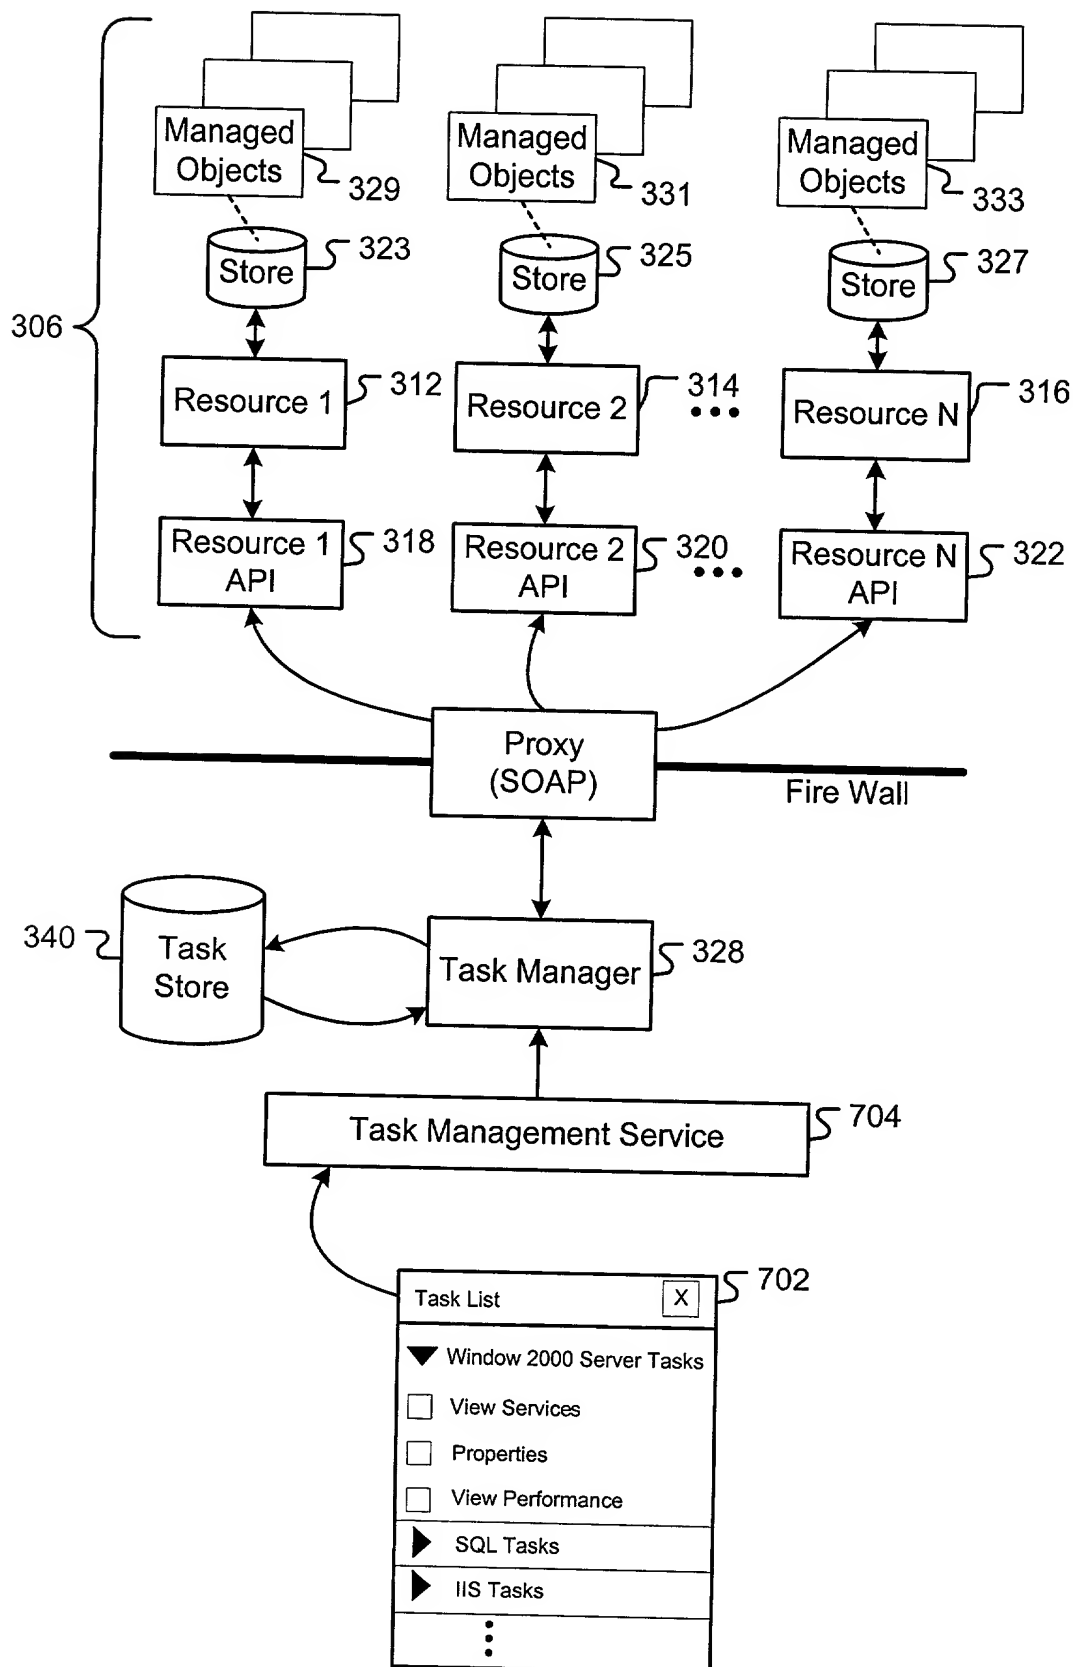 Managed
Objects
329
Managed
Objects
331
Managed
Objects
333
Store
323
Store
325
Store
327
306
Resource 1
312
Resource 2
314
Resource N
316
Resource 1
API
318
Resource 2
API
320
Resource N
API
322
Proxy
(SOAP)
Fire Wall
340
Task
Store
Task Manager
328
Task Management Service
704
Task List
X
702
Window 2000 Server Tasks
View Services
Properties
View Performance
SQL Tasks
IIS Tasks